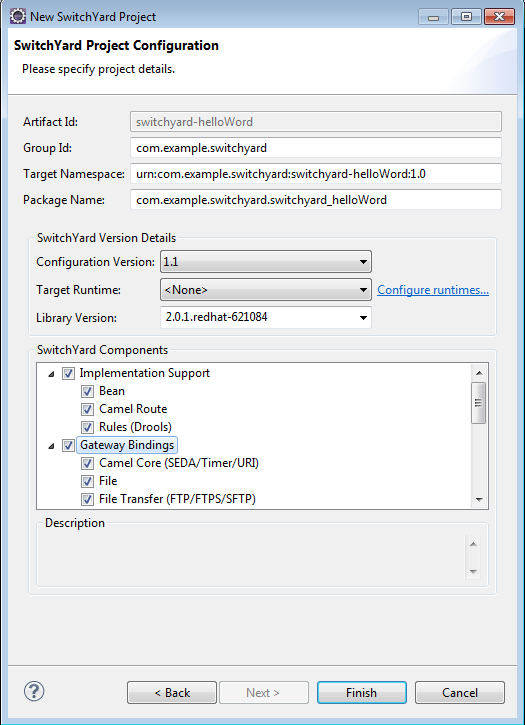 New SwitchYard Project
SwitchYard Project Configuration
Please specify project details.
Artifact Id: switchyard-helloWord
Group Id: com.example.switchyard
Target Namespace: urn:com.example.switchyard:switchyard-helloWord:1.0
Package Name: com.example.switchyard.switchyard_helloWord
SwitchYard Version Details
Configuration Version: 1.1
Target Runtime: <None> Configure runtimes...
Library Version: 2.0.1.redhat-621084
SwitchYard Components
Implementation Support
Bean
Camel Route
Rules (Drools)
Gateway Bindings
Camel Core (SEDA/Timer/URI)
File
File Transfer (FTP/FTPS/SFTP)
Description
? < Back Next > Finish Cancel